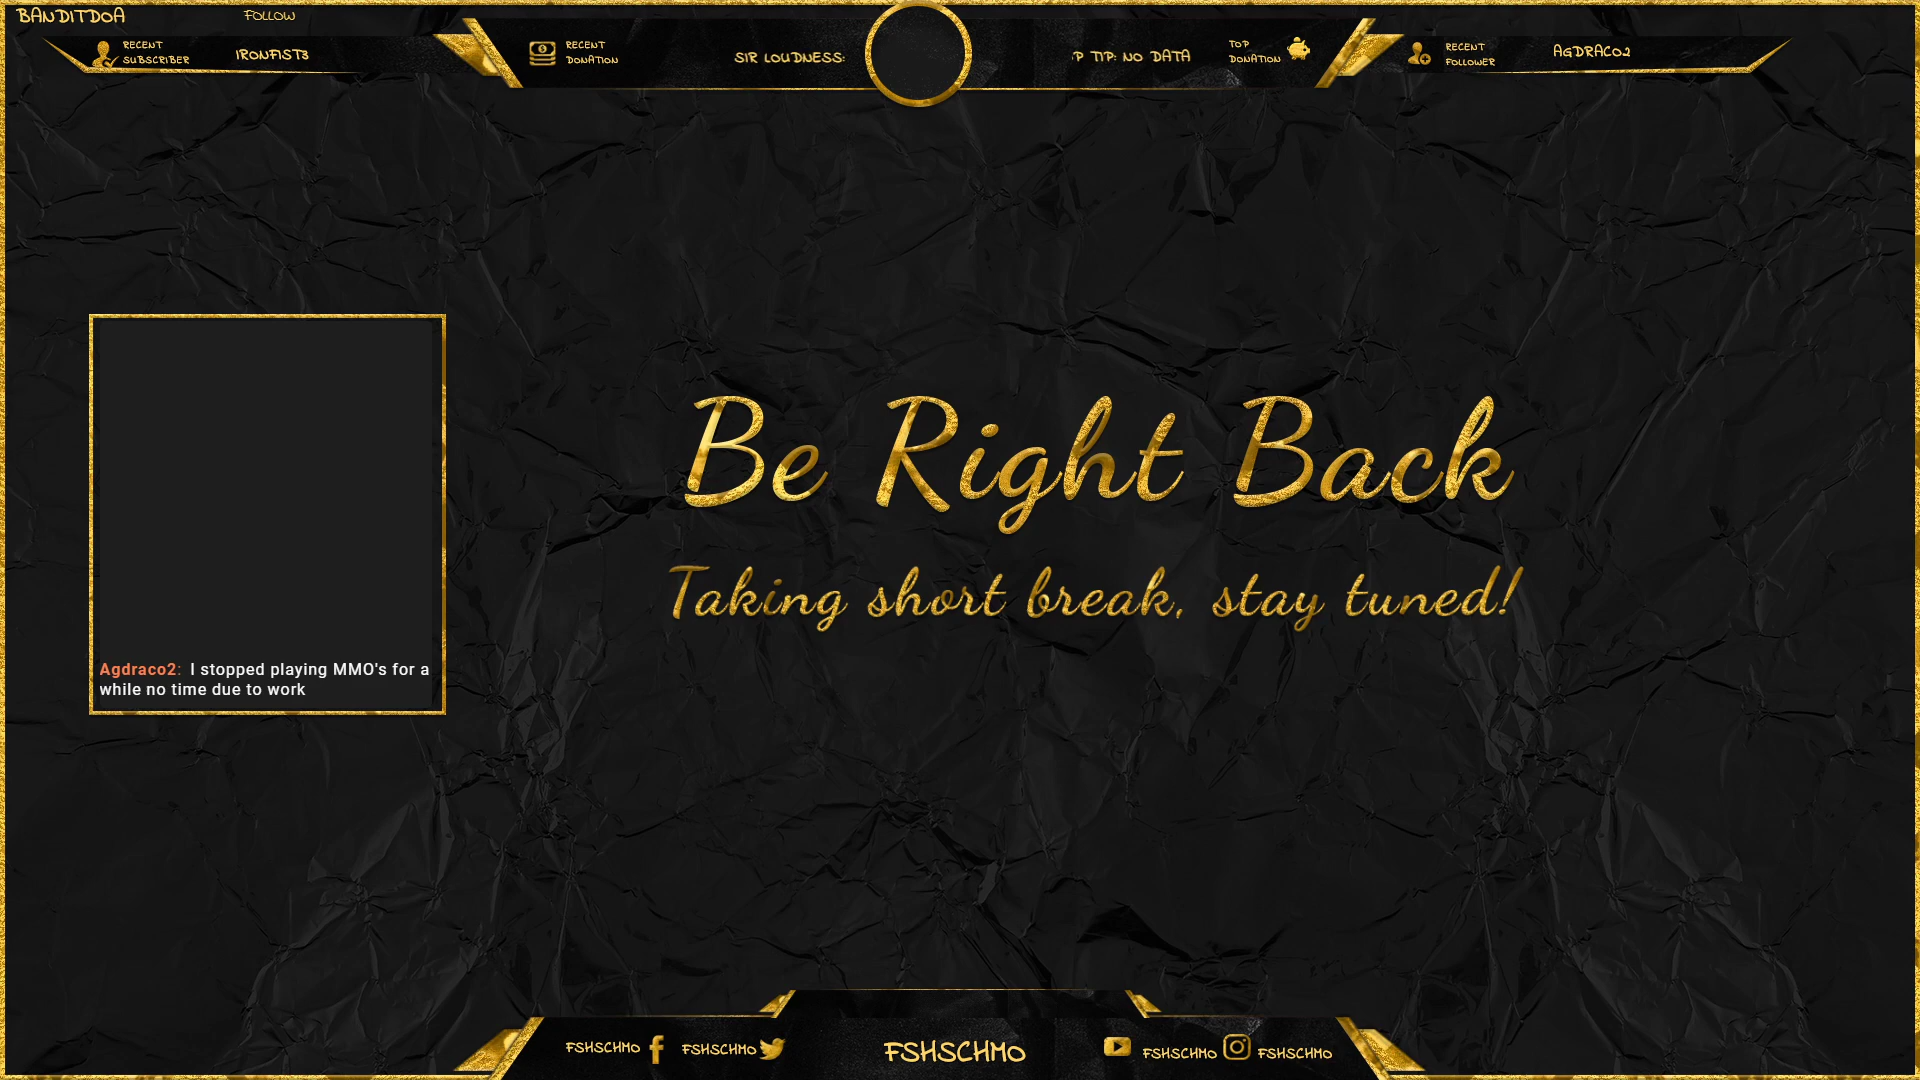 BANDITDOA
FOLLOW
RECENT
SUBSCRIBER
IRONFIST3
RECENT
DONATION
SIR LOUDNESS:
P TIP: NO DATA
TOP
DONATION
RECENT
FOLLOWER
AGDRACO2
Be Right Back
Taking short break, stay tuned!
Agdraco2: I stopped playing MMO's for a
while no time due to work
FSHSCHMO
FSHSCHMO
FSHSCHMO
FSHSCHMO
FSHSCHMO